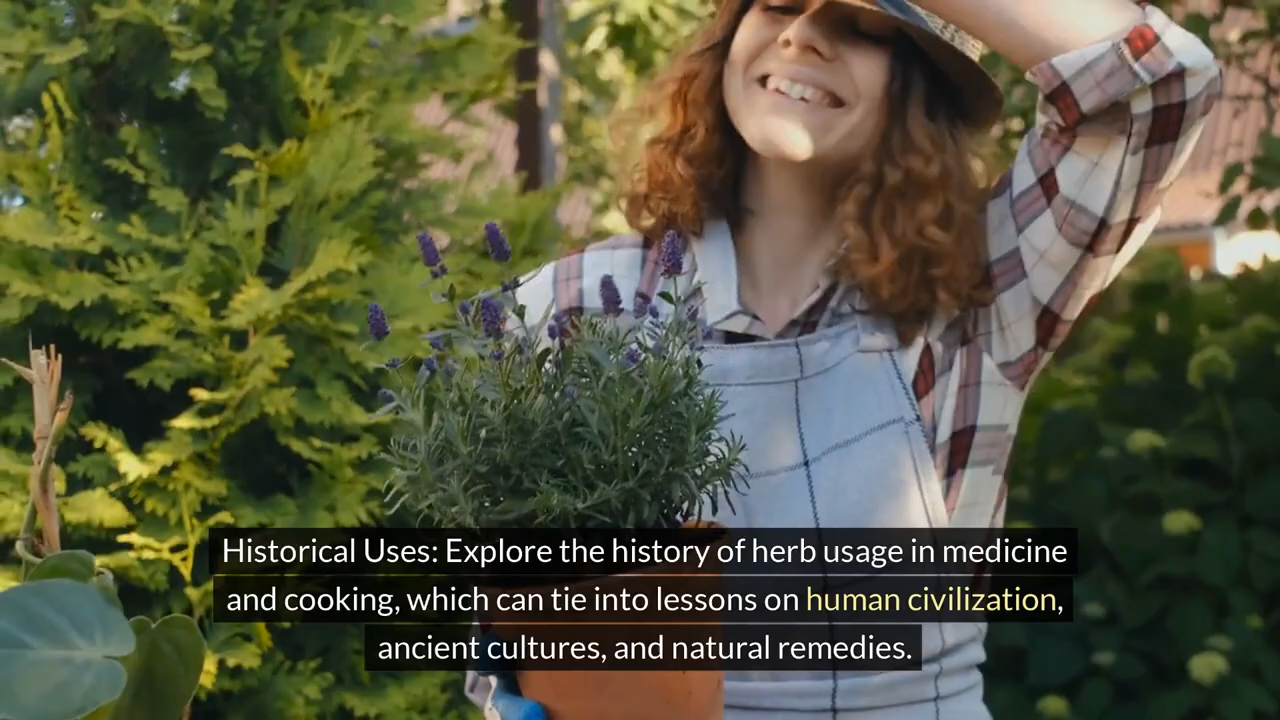 Historical Uses: Explore the history of herb usage in medicine
and cooking, which can tie into lessons on human civilization,
ancient cultures, and natural remedies.